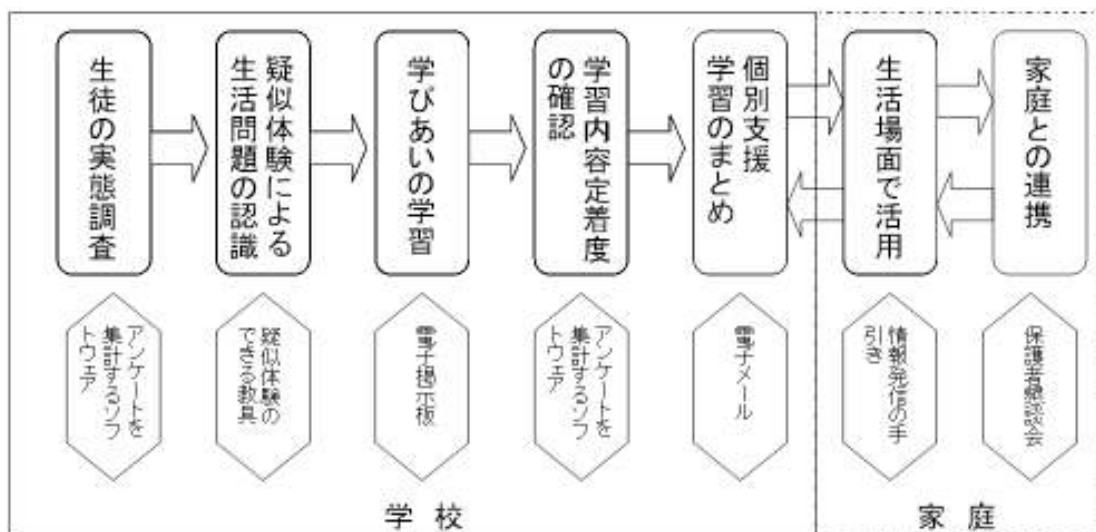 生徒の実態調査
疑似体験による
生活問題の認識
学びあいの学習
学習内容定着度
の確認
個別支援
学習のまとめ
生活場面で活用
家庭との連携
アンケートを
集計するソフ
トウェア
疑似体験の
できる教具
電子掲示板
アンケートを
集計するソフ
トウェア
電子メール
情報発信の手
引き
保護者懇談会
学 校
家 庭